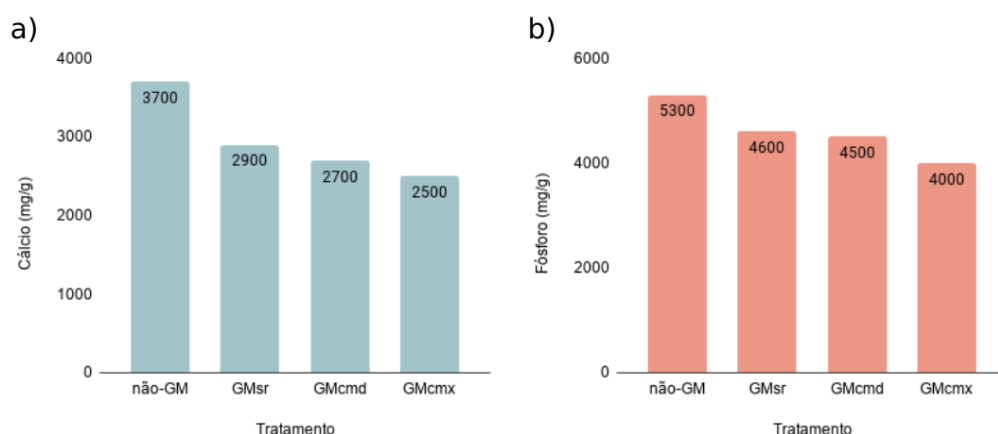 a)
4000
3000
2000
1000
0
Cálcio (mg/g)
3700
2900
2700
2500
não-GM GMsr GMcmd GMcmx
Tratamento
b)
6000
4000
2000
0
Fósforo (mg/g)
5300
4600
4500
4000
não-GM GMsr GMcmd GMcmx
Tratamento